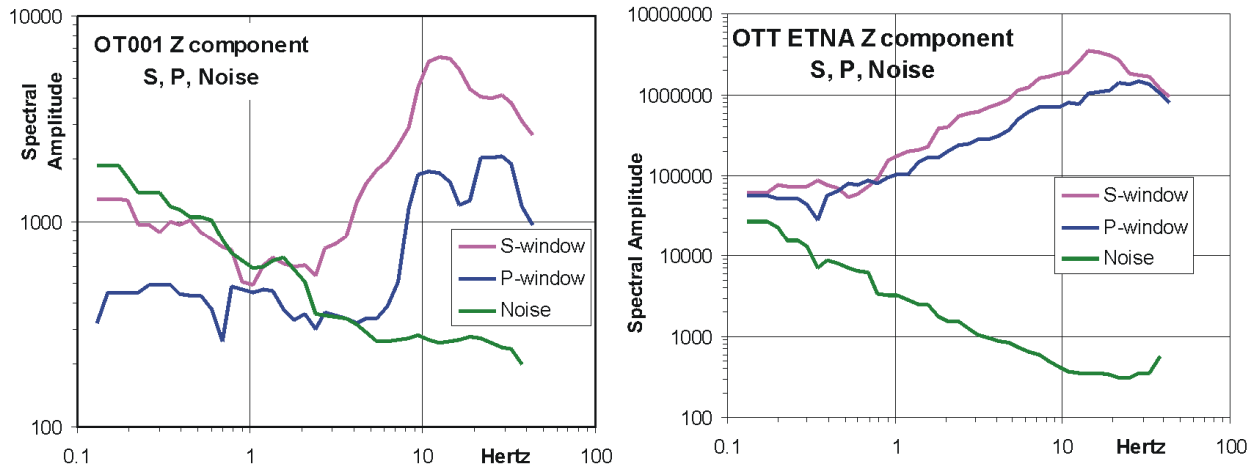 10000
1000
100
0.1
1
10
100
Hertz
Spectral
Amplitude
OT001 Z component
S, P, Noise
S-window
P-window
Noise
10000000
1000000
100000
10000
1000
100
0.1
1
10
100
Hertz
Spectral Amplitude
OTT ETNA Z component
S, P, Noise
S-window
P-window
Noise